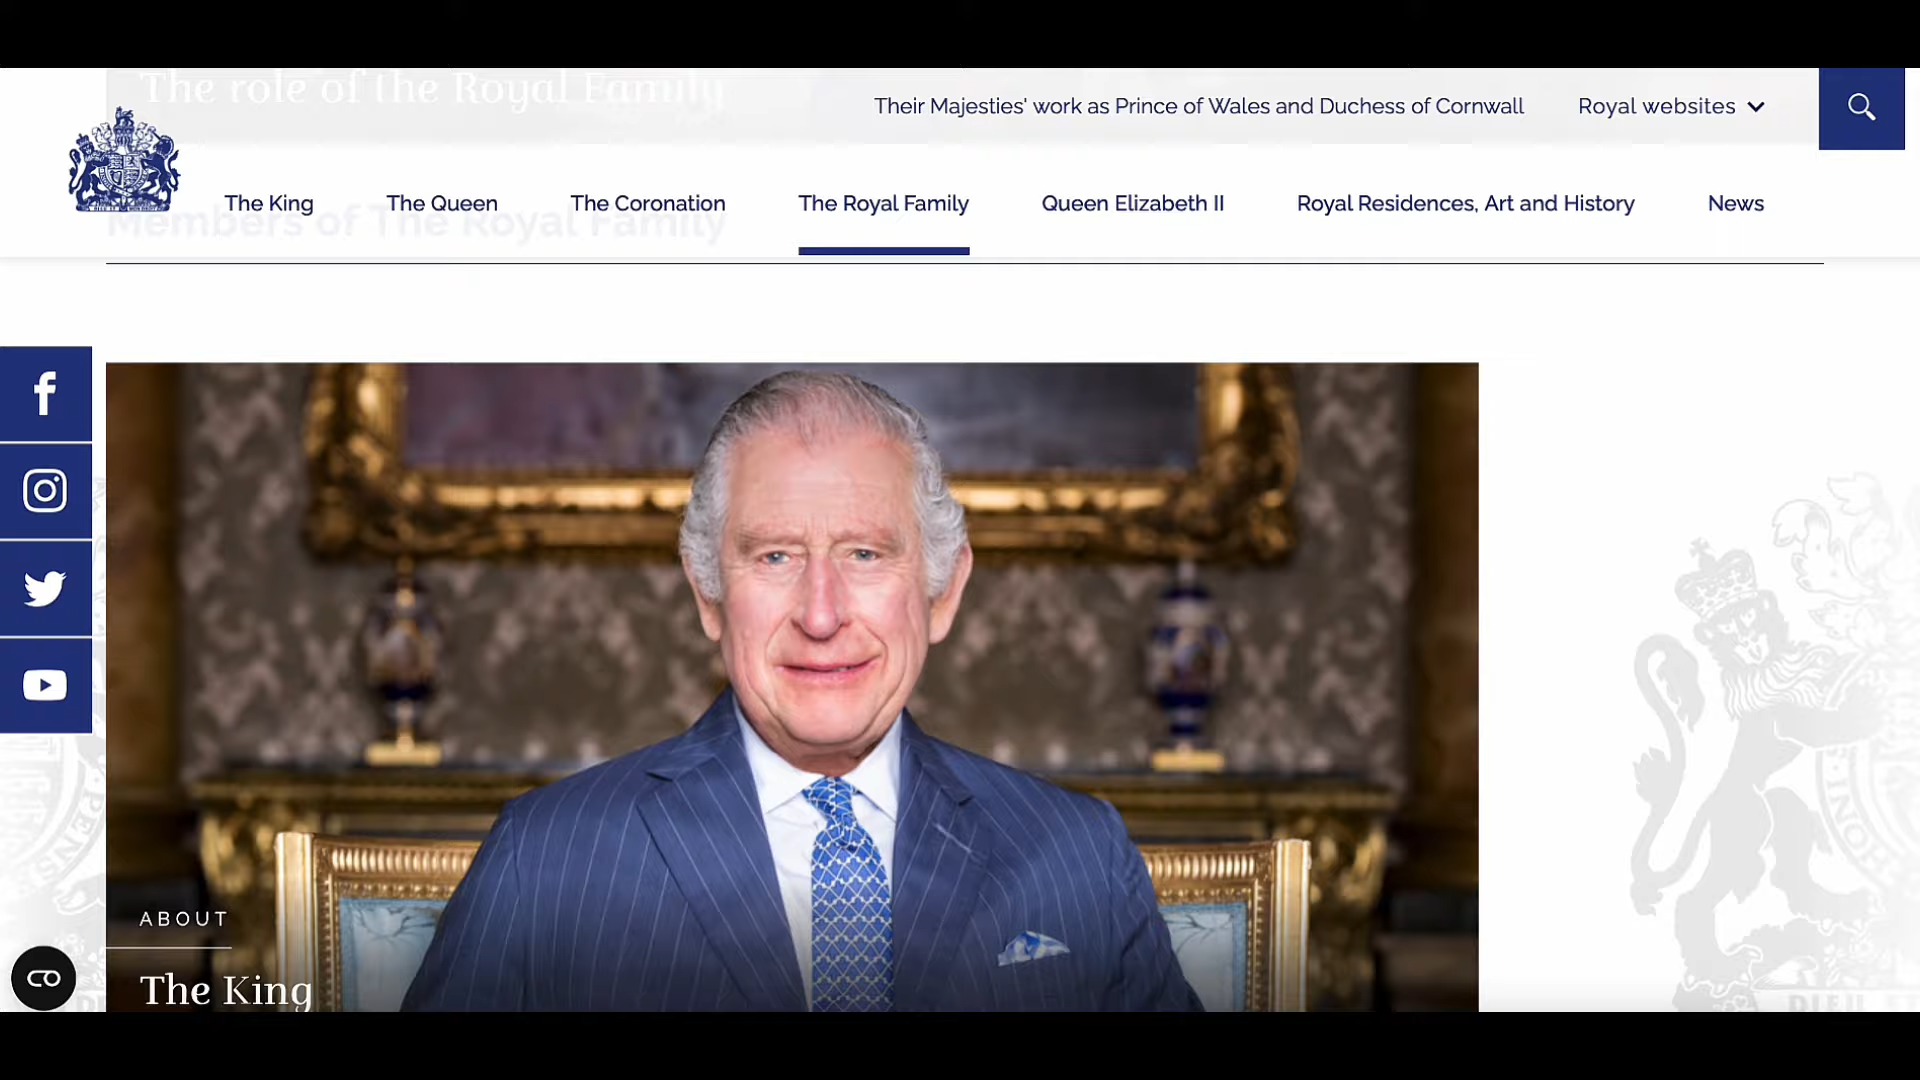 The role of the Royal Family
Their Majesties' work as Prince of Wales and Duchess of Cornwall
Royal websites
The King
The Queen
The Coronation
The Royal Family
Queen Elizabeth II
Royal Residences, Art and History
News
Members of The Royal Family
ABOUT
The King